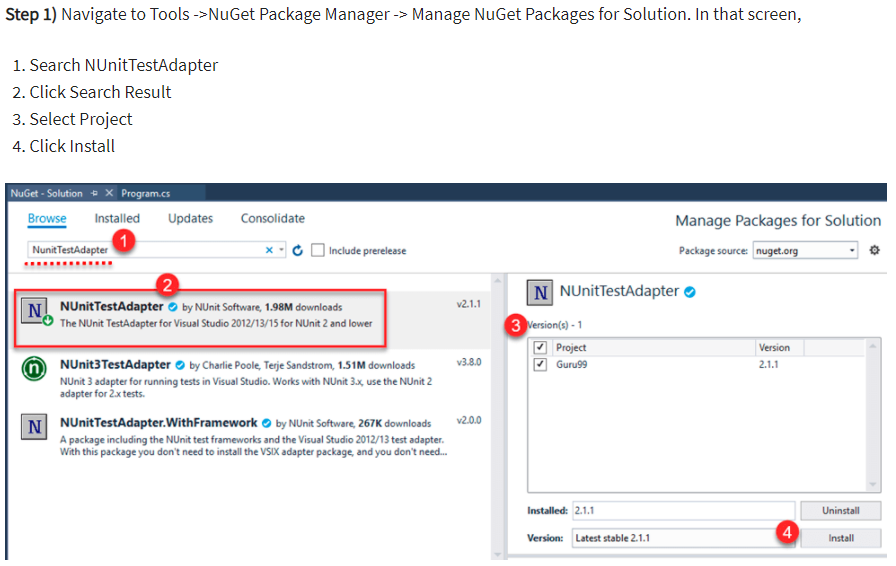 Step 1) Navigate to Tools ->NuGet Package Manager -> Manage NuGet Packages for Solution. In that screen,
1. Search NUnitTestAdapter
2. Click Search Result
3. Select Project
4. Click Install
NuGet - Solution Program.cs
Browse Installed Updates Consolidate
Manage Packages for Solution
NunitTestAdapter
1
Include prerelease
Package source: nuget.org
2
NUnitTestAdapter by NUnit Software, 1.98M downloads
v2.1.1
The NUnit TestAdapter for Visual Studio 2012/13/15 for NUnit 2 and lower
NUnit3TestAdapter by Charlie Poole, Terje Sandstrom, 1.51M downloads
v3.8.0
NUnit 3 adapter for running tests in Visual Studio. Works with NUnit 3.x, use the NUnit 2
adapter for 2.x tests.
NUnitTestAdapter.WithFramework by NUnit Software, 267K downloads
v2.0.0
A package including the NUnit test frameworks and the Visual Studio 2012/13 test adapter.
With this package you don't need to install the VSIX adapter package, and you don't need...
N NUnitTestAdapter
3
Version(s) - 1
Project Version
Guru99 2.1.1
Installed: 2.1.1 Uninstall
Version: Latest stable 2.1.1
4
Install